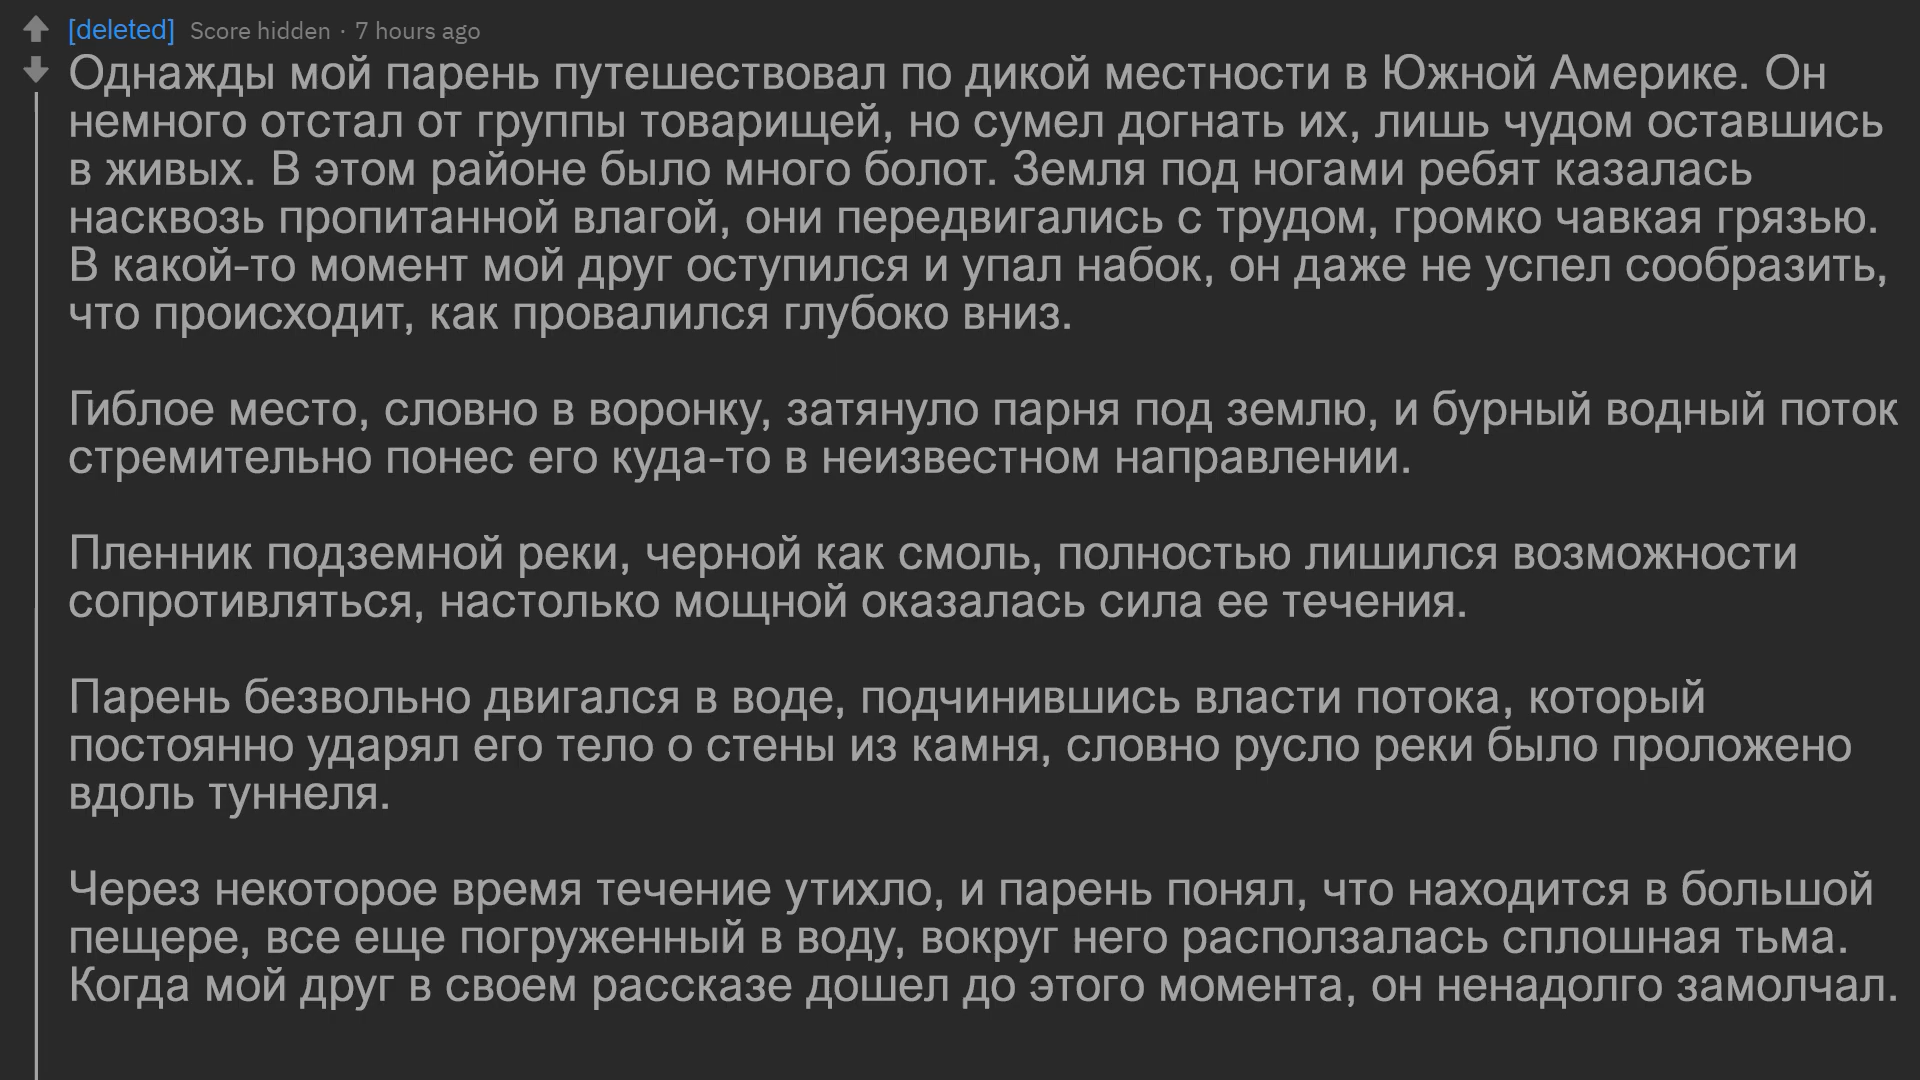 [deleted] Score hidden · 7 hours ago
Однажды мой парень путешествовал по дикой местности в Южной Америке. Он
немного отстал от группы товарищей, но сумел догнать их, лишь чудом оставшись
в живых. В этом районе было много болот. Земля под ногами ребят казалась
насквозь пропитанной влагой, они передвигались с трудом, громко чавкая грязью.
В какой-то момент мой друг оступился и упал набок, он даже не успел сообразить,
что происходит, как провалился глубоко вниз.
Гиблое место, словно в воронку, затянуло парня под землю, и бурный водный поток
стремительно понес его куда-то в неизвестном направлении.
Пленник подземной реки, черной как смоль, полностью лишился возможности
сопротивляться, настолько мощной оказалась сила ее течения.
Парень безвольно двигался в воде, подчинившись власти потока, который
постоянно ударял его тело о стены из камня, словно русло реки было проложено
вдоль туннеля.
Через некоторое время течение утихло, и парень понял, что находится в большой
пещере, все еще погруженный в воду, вокруг него расползалась сплошная тьма.
Когда мой друг в своем рассказе дошел до этого момента, он ненадолго замолчал.